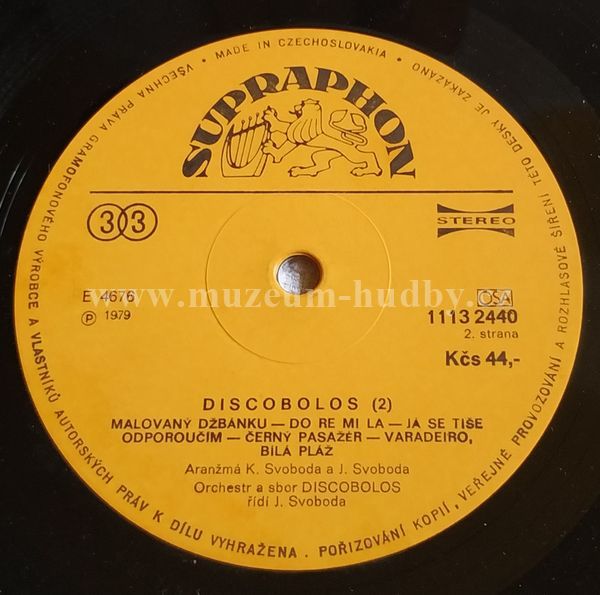 VŠECHNA PRÁVA GRAMOFONOVÉHO VÝROBCE A VLASTNÍKŮ AUTORSKÝCH PRÁV K DÍLU VYHRAŽENA . POŘIZOVÁNÍ KOPIÍ, VEŘEJNÉ PROVOZOVÁNÍ A ROZHLASOVÉ ŠÍŘENÍ TÉTO DESKY JE ZAKÁZÁNO
• MADE IN CZECHOSLOVAKIA •
SUPRAPHON
33
STEREO
E 4676
℗ 1979
www.muzeum-hudby.cz
OSA
1113 2440
2. strana
Kčs 44,-
DISCOBOLOS (2)
MALOVANÝ DŽBÁNKU — DO RE MI LA — JÁ SE TIŠE
ODPOROUČÍM — ČERNÝ PASAŽÉR — VARADEIRO,
BÍLÁ PLÁŽ
Aranžmá K. Svoboda a J. Svoboda
Orchestr a sbor DISCOBOLOS
řídí J. Svoboda